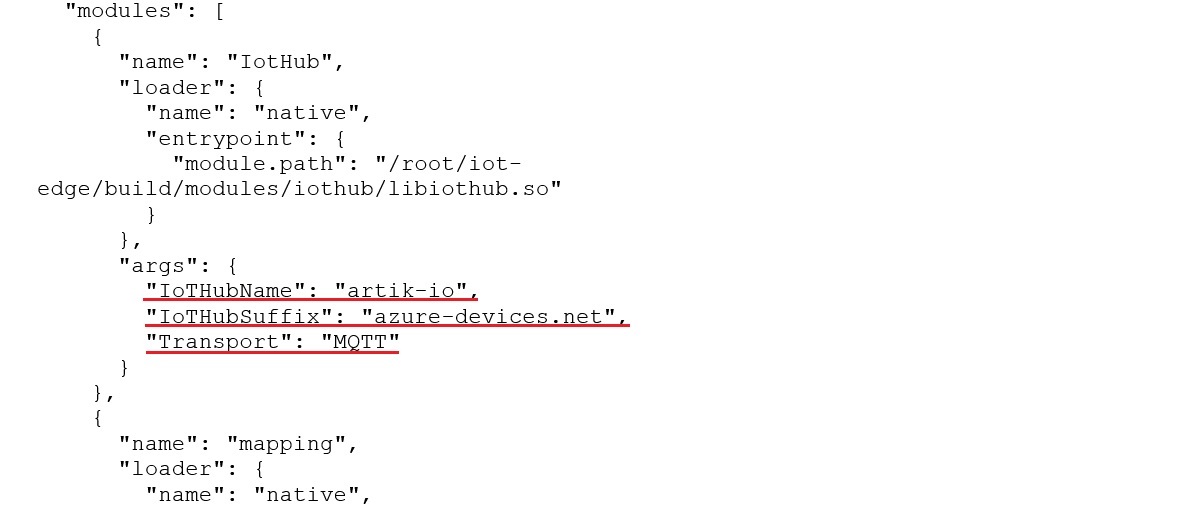 "modules": [
{
"name": "IotHub",
"loader": {
"name": "native",
"entrypoint": {
"module.path": "/root/iot-
edge/build/modules/iothub/libiothub.so"
}
},
"args": {
"IoTHubName": "artik-io",
"IoTHubSuffix": "azure-devices.net",
"Transport": "MQTT"
}
},
{
"name": "mapping",
"loader": {
"name": "native",